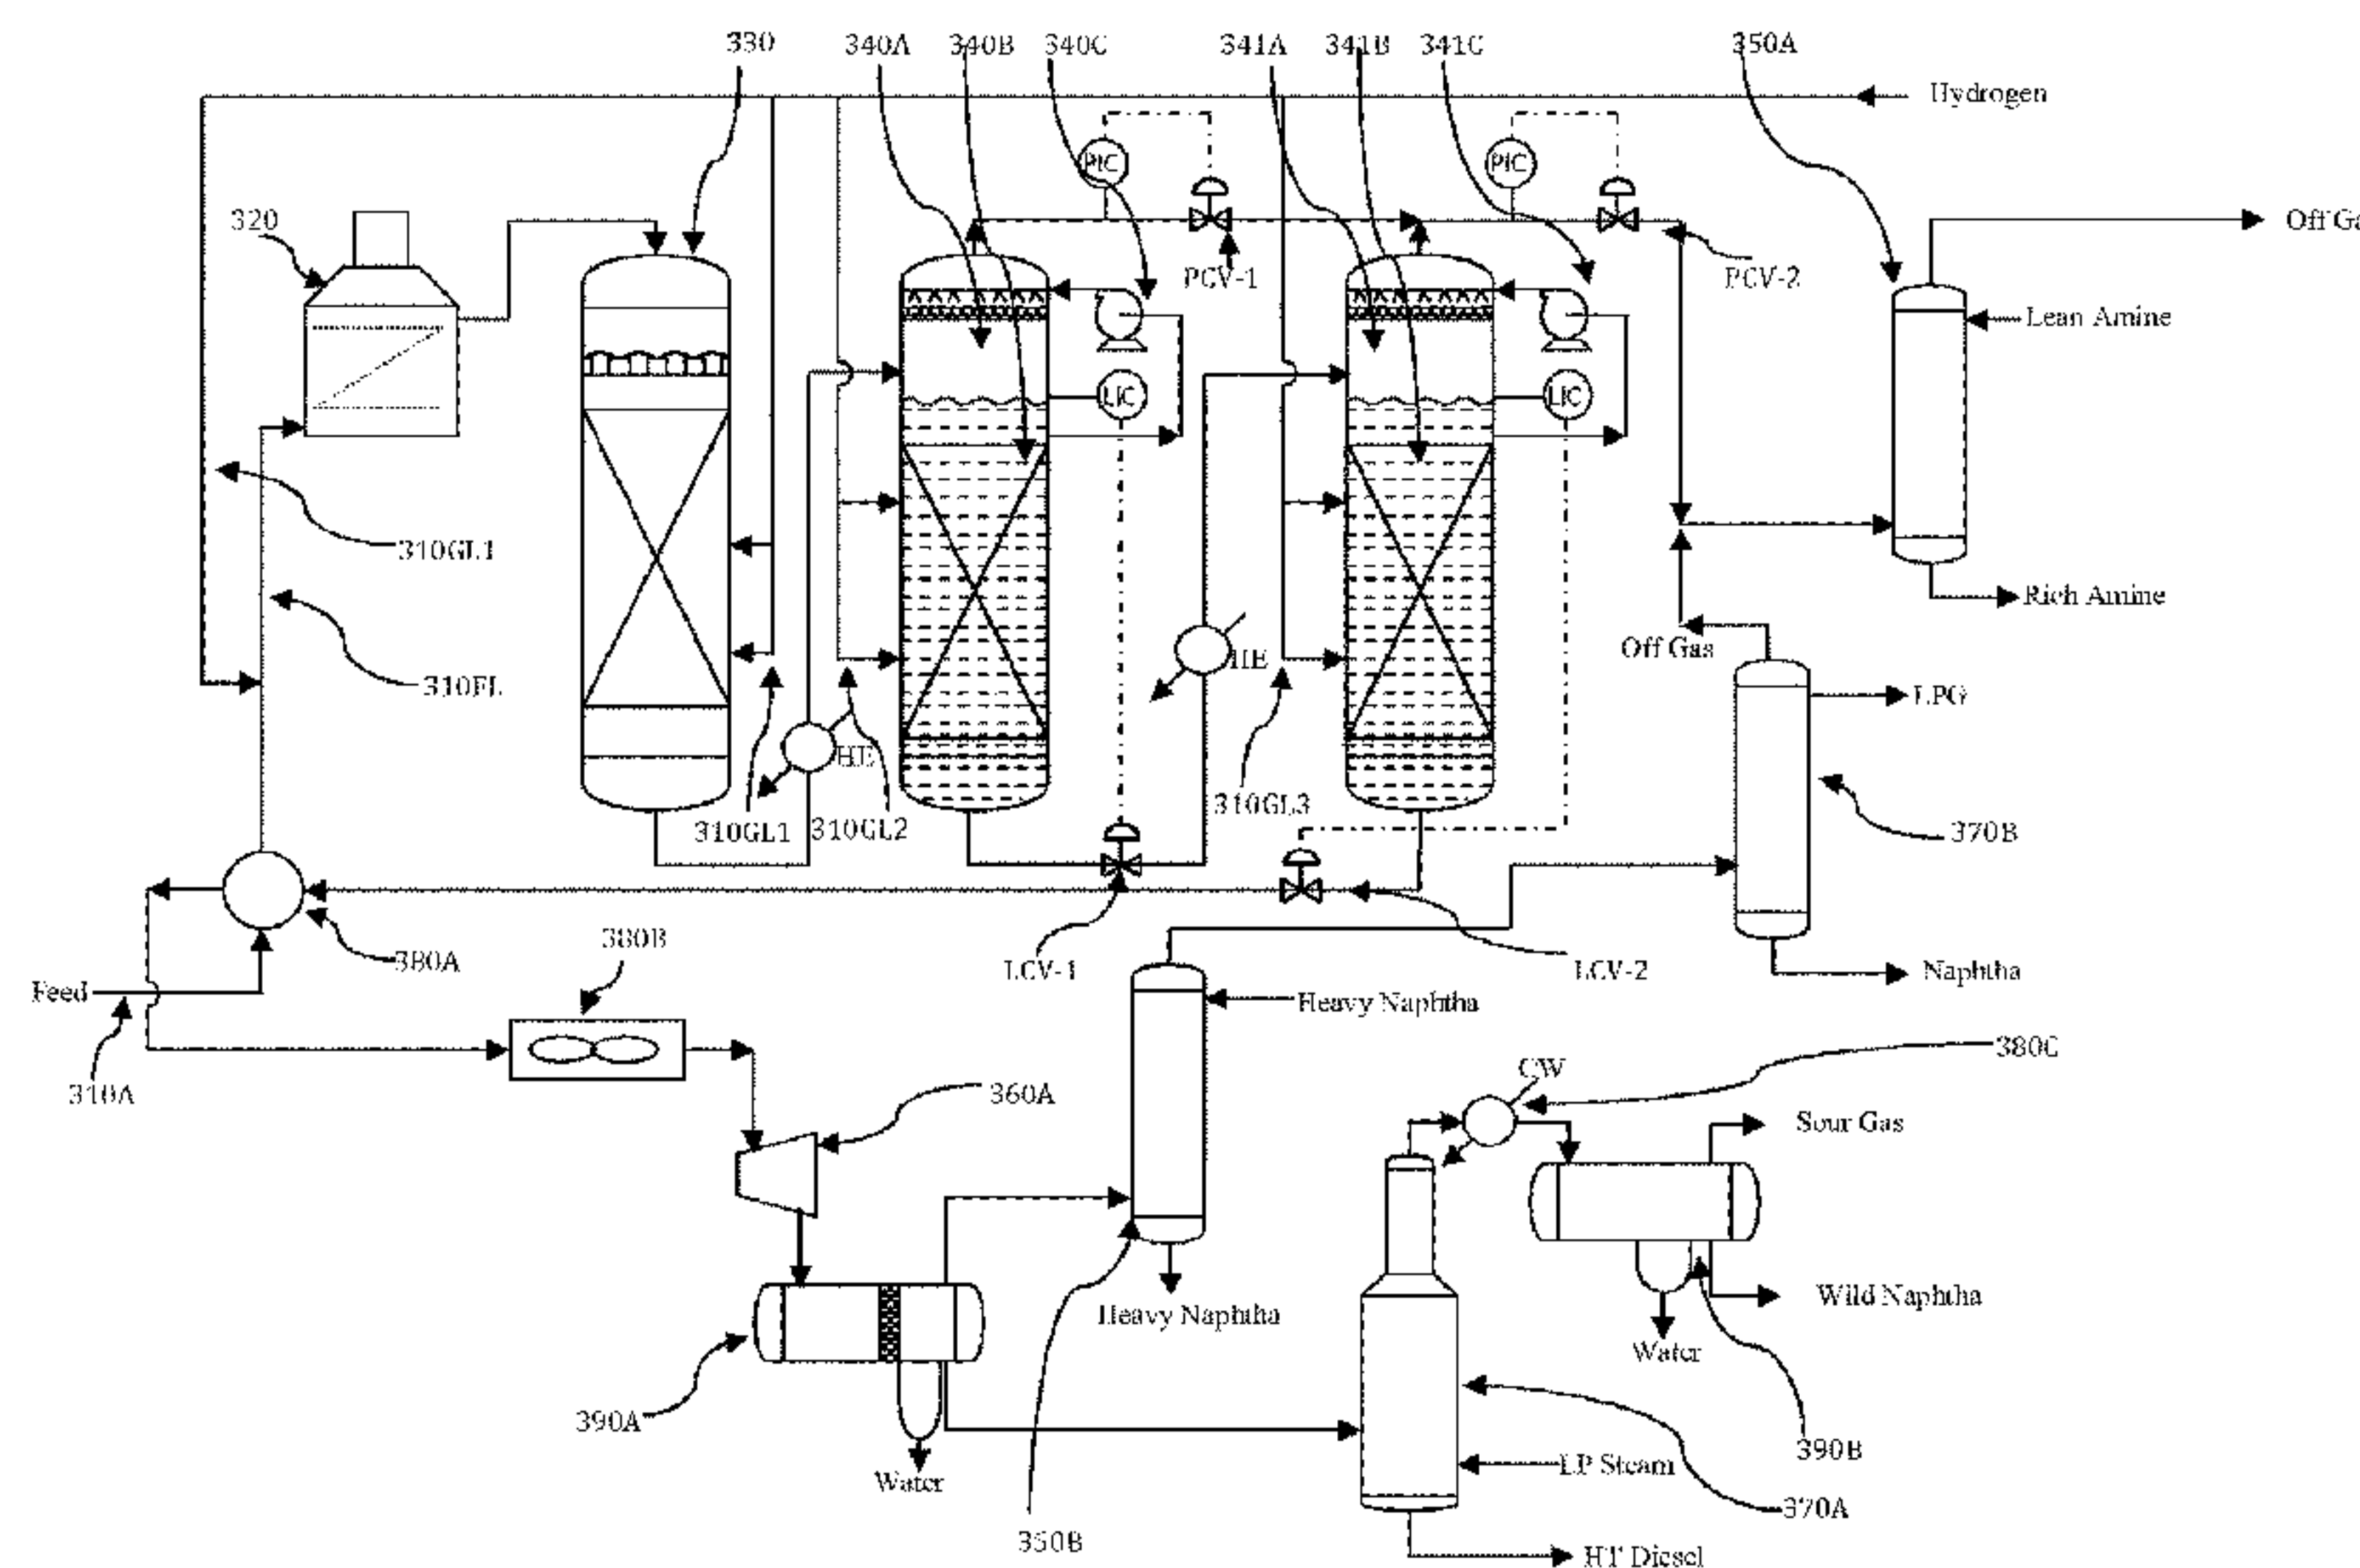 330
340A
340B
340C
341A
341B
341C
350A
Hydrogen
PIC
PIC
320
Off Ga
PCV-1
PCV-2
Lean Amine
LIC
LIC
310GL1
Rich Amine
Off Gas
HE
310FL
LPG
HE
310GL1
310GL2
310GL3
370B
380B
380A
LCV-1
LCV-2
Naphtha
Feed
Heavy Naphtha
380C
CW
310A
360A
Sour Gas
Wild Naphtha
Heavy Naphtha
Water
390A
390B
LP Steam
Water
370A
350B
HT Diesel